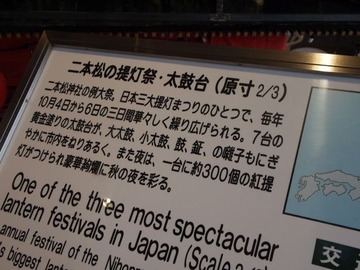 二本松の提灯祭・太鼓台（原寸2/3）
二本松神社の例大祭。日本三大提灯まつりのひとつで、毎年
10月4日から6日の三日間華々しく繰り広げられる。7台の
黄金塗りの太鼓台が、大太鼓、小太鼓、鼓、鉦、の囃子もにぎ
やかに市内をねりあるく。また夜は、一台に約300個の紅提
灯がつけられ豪華絢爛に秋の夜を彩る。
One of the three most spectacular
lantern festivals in Japan (Scale
annual festival of the
biggest
交